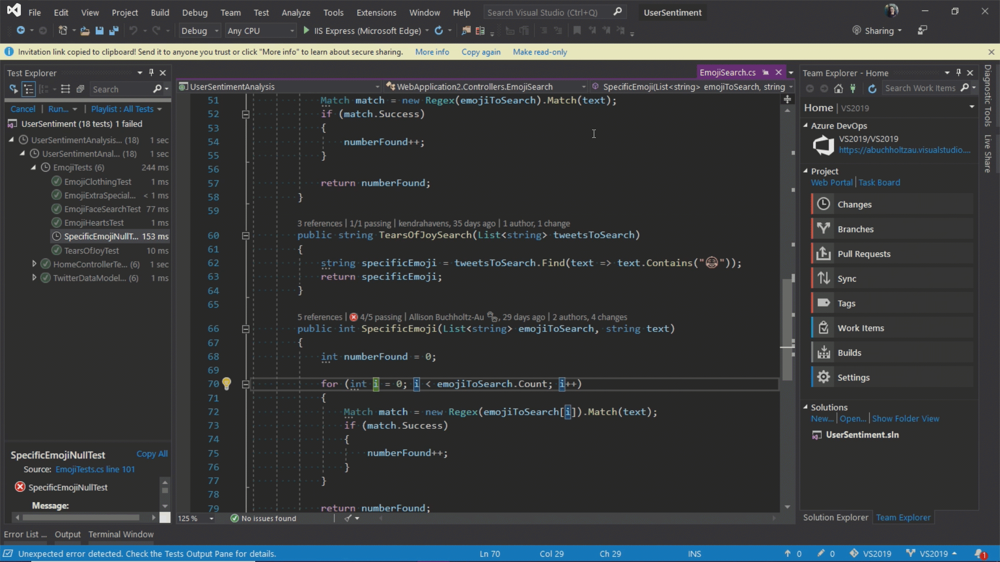 File Edit View Project Build Debug Team Test Analyze Tools Extensions Window Help Search Visual Studio (Ctrl+Q) UserSentiment
Debug Any CPU IIS Express (Microsoft Edge) Sharing
Invitation link copied to clipboard! Send it to anyone you trust or click "More info" to learn about secure sharing. More info Copy again Make read-only
Test Explorer
Search
Cancel Run... Playlist : All Tests
UserSentiment (18 tests) 1 failed
UserSentimentAnalysis... (18) 1 sec
UserSentimentAnal... (18) 1 sec
EmojiTests (6) 244 ms
EmojiClothingTest 1 ms
EmojiExtraSpecial... < 1 ms
EmojiFaceSearchTest 77 ms
EmojiHeartsTest 1 ms
SpecificEmojiNullT... 153 ms
TearsOfJoyTest 10 ms
HomeControllerTe... (6) 1 sec
TwitterDataModel... (6) 1 ms
SpecificEmojiNullTest Copy All
Source: EmojiTests.cs line 101
SpecificEmojiNullTest
Message:
EmojiSearch.cs
UserSentimentAnalysis WebApplication2.Controllers.EmojiSearch SpecificEmoji(List<string> emojiToSearch, string
51 Match match = new Regex(emojiToSearch).Match(text);
52 if (match.Success)
53 {
54 numberFound++;
55 }
56
57 return numberFound;
58 }
59
3 references | 1/1 passing | kendrahavens, 35 days ago | 1 author, 1 change
60 public string TearsOfJoySearch(List<string> tweetsToSearch)
61 {
62 string specificEmoji = tweetsToSearch.Find(text => text.Contains("😂"));
63 return specificEmoji;
64 }
65
5 references | 4/5 passing | Allison Buchholtz-Au 🐾, 29 days ago | 2 authors, 4 changes
66 public int SpecificEmoji(List<string> emojiToSearch, string text)
67 {
68 int numberFound = 0;
69
70 for (int i = 0; i < emojiToSearch.Count; i++)
71 {
72 Match match = new Regex(emojiToSearch[i]).Match(text);
73 if (match.Success)
74 {
75 numberFound++;
76 }
77 }
78
79 return numberFound;
125 % No issues found
Team Explorer - Home
Search Work Items
Home | VS2019
Azure DevOps
VS2019/VS2019
https://abuchholtzau.visualstudio....
Project
Web Portal | Task Board
Changes
Branches
Pull Requests
Sync
Tags
Work Items
Builds
Settings
Solutions
New... | Open... | Show Folder View
UserSentiment.sln
Solution Explorer Team Explorer
Diagnostic Tools
Live Share
Error List ... Output Terminal Window
Unexpected error detected. Check the Tests Output Pane for details. Ln 70 Col 29 Ch 29 INS 0 0 VS2019 VS2019 1